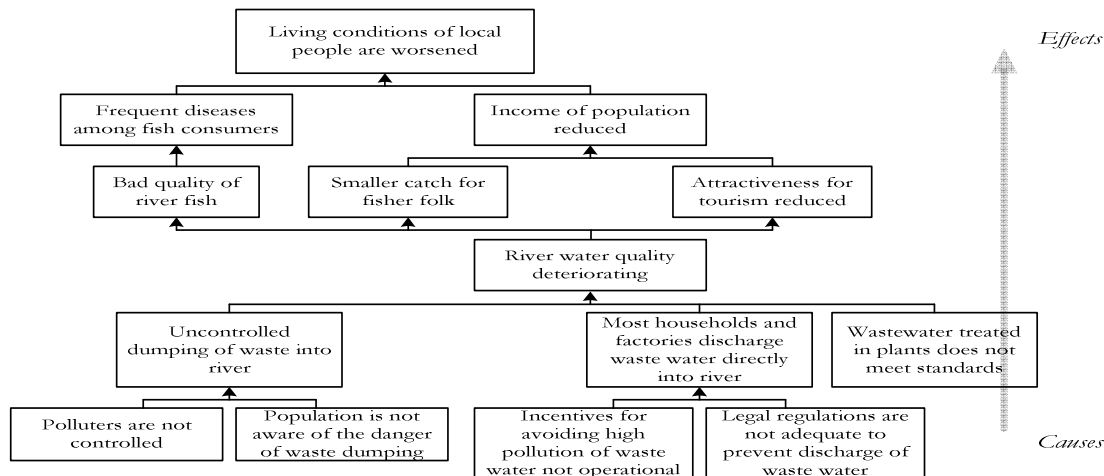 Living conditions of local
people are worsened
Effects
Frequent diseases
among fish consumers
Income of population
reduced
Bad quality of
river fish
Smaller catch for
fisher folk
Attractiveness for
tourism reduced
River water quality
deteriorating
Uncontrolled
dumping of waste into
river
Most households and
factories discharge
waste water directly
into river
Wastewater treated
in plants does not
meet standards
Polluters are not
controlled
Population is not
aware of the danger
of waste dumping
Incentives for
avoiding high
pollution of waste
water not operational
Legal regulations are
not adequate to
prevent discharge of
waste water
Causes